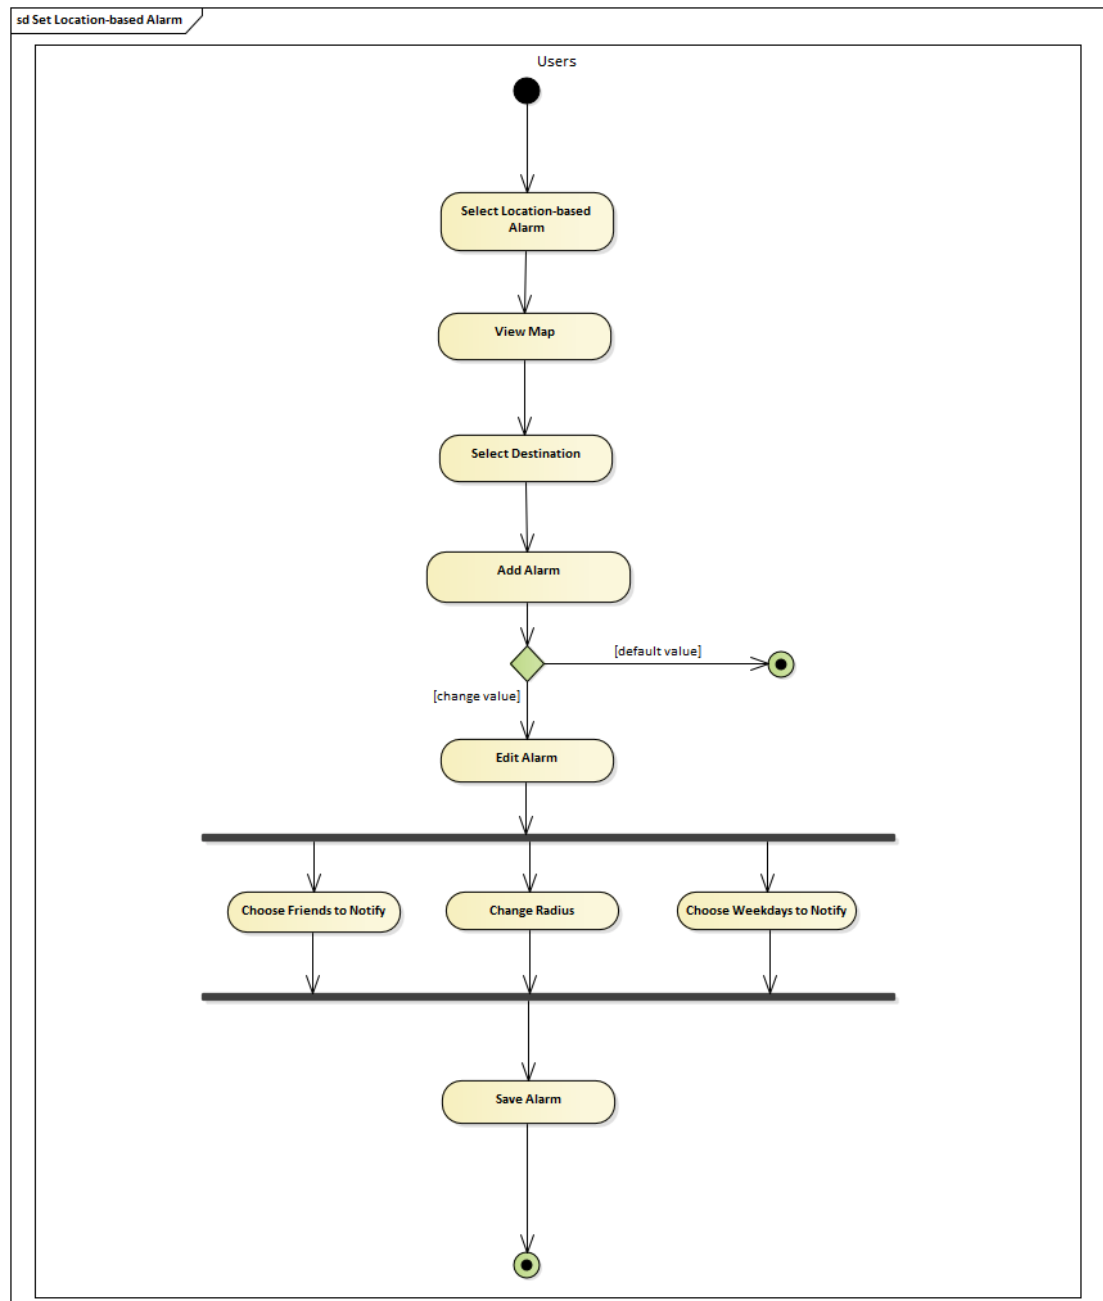 sd Set Location-based Alarm
Users
Select Location-based
Alarm
View Map
Select Destination
Add Alarm
[default value]
[change value]
Edit Alarm
Choose Friends to Notify
Change Radius
Choose Weekdays to Notify
Save Alarm